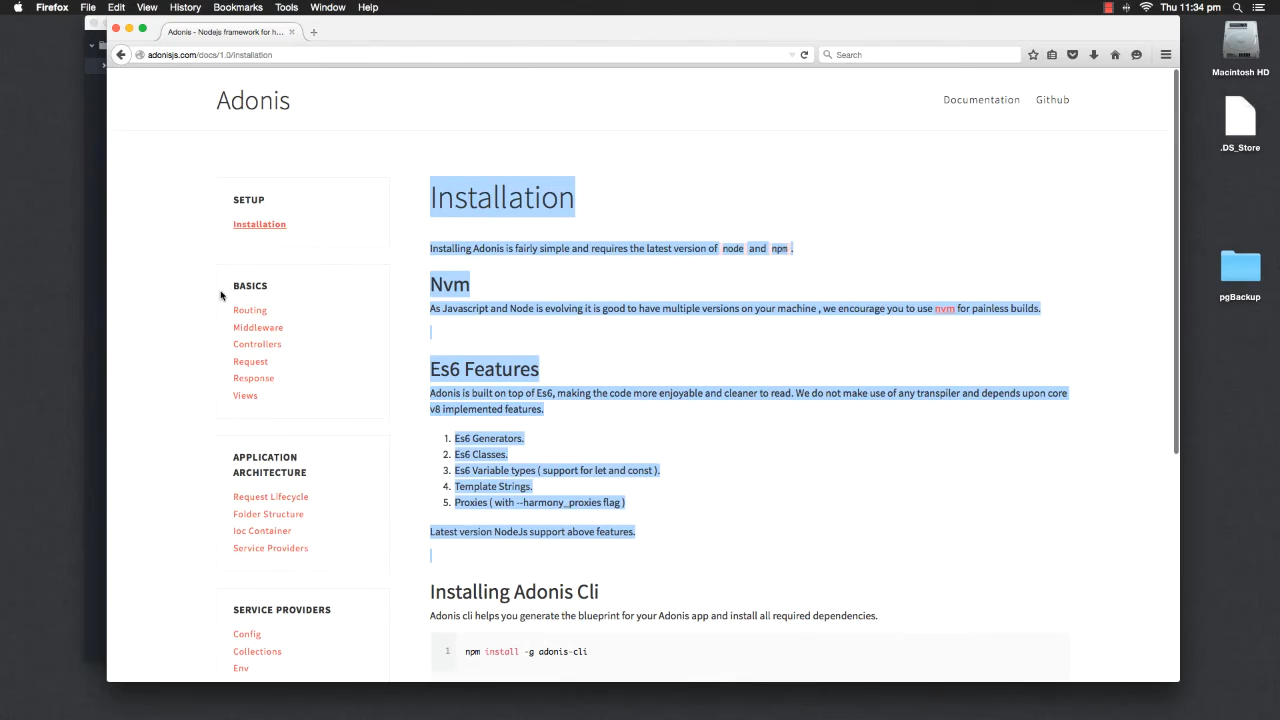 Firefox File Edit View History Bookmarks Tools Window Help
Thu 11:34 pm
Adonis - Nodejs framework for h...
adonisjs.com/docs/1.0/installation
Search
Macintosh HD
.DS_Store
pgBackup
Adonis
Documentation Github
SETUP
Installation
BASICS
Routing
Middleware
Controllers
Request
Response
Views
APPLICATION
ARCHITECTURE
Request Lifecycle
Folder Structure
Ioc Container
Service Providers
SERVICE PROVIDERS
Config
Collections
Env
Installation
Installing Adonis is fairly simple and requires the latest version of node and npm .
Nvm
As Javascript and Node is evolving it is good to have multiple versions on your machine , we encourage you to use nvm for painless builds.
Es6 Features
Adonis is built on top of Es6, making the code more enjoyable and cleaner to read. We do not make use of any transpiler and depends upon core
v8 implemented features.
1. Es6 Generators.
2. Es6 Classes.
3. Es6 Variable types ( support for let and const ).
4. Template Strings.
5. Proxies ( with --harmony_proxies flag )
Latest version NodeJs support above features.
Installing Adonis Cli
Adonis cli helps you generate the blueprint for your Adonis app and install all required dependencies.
1 npm install -g adonis-cli